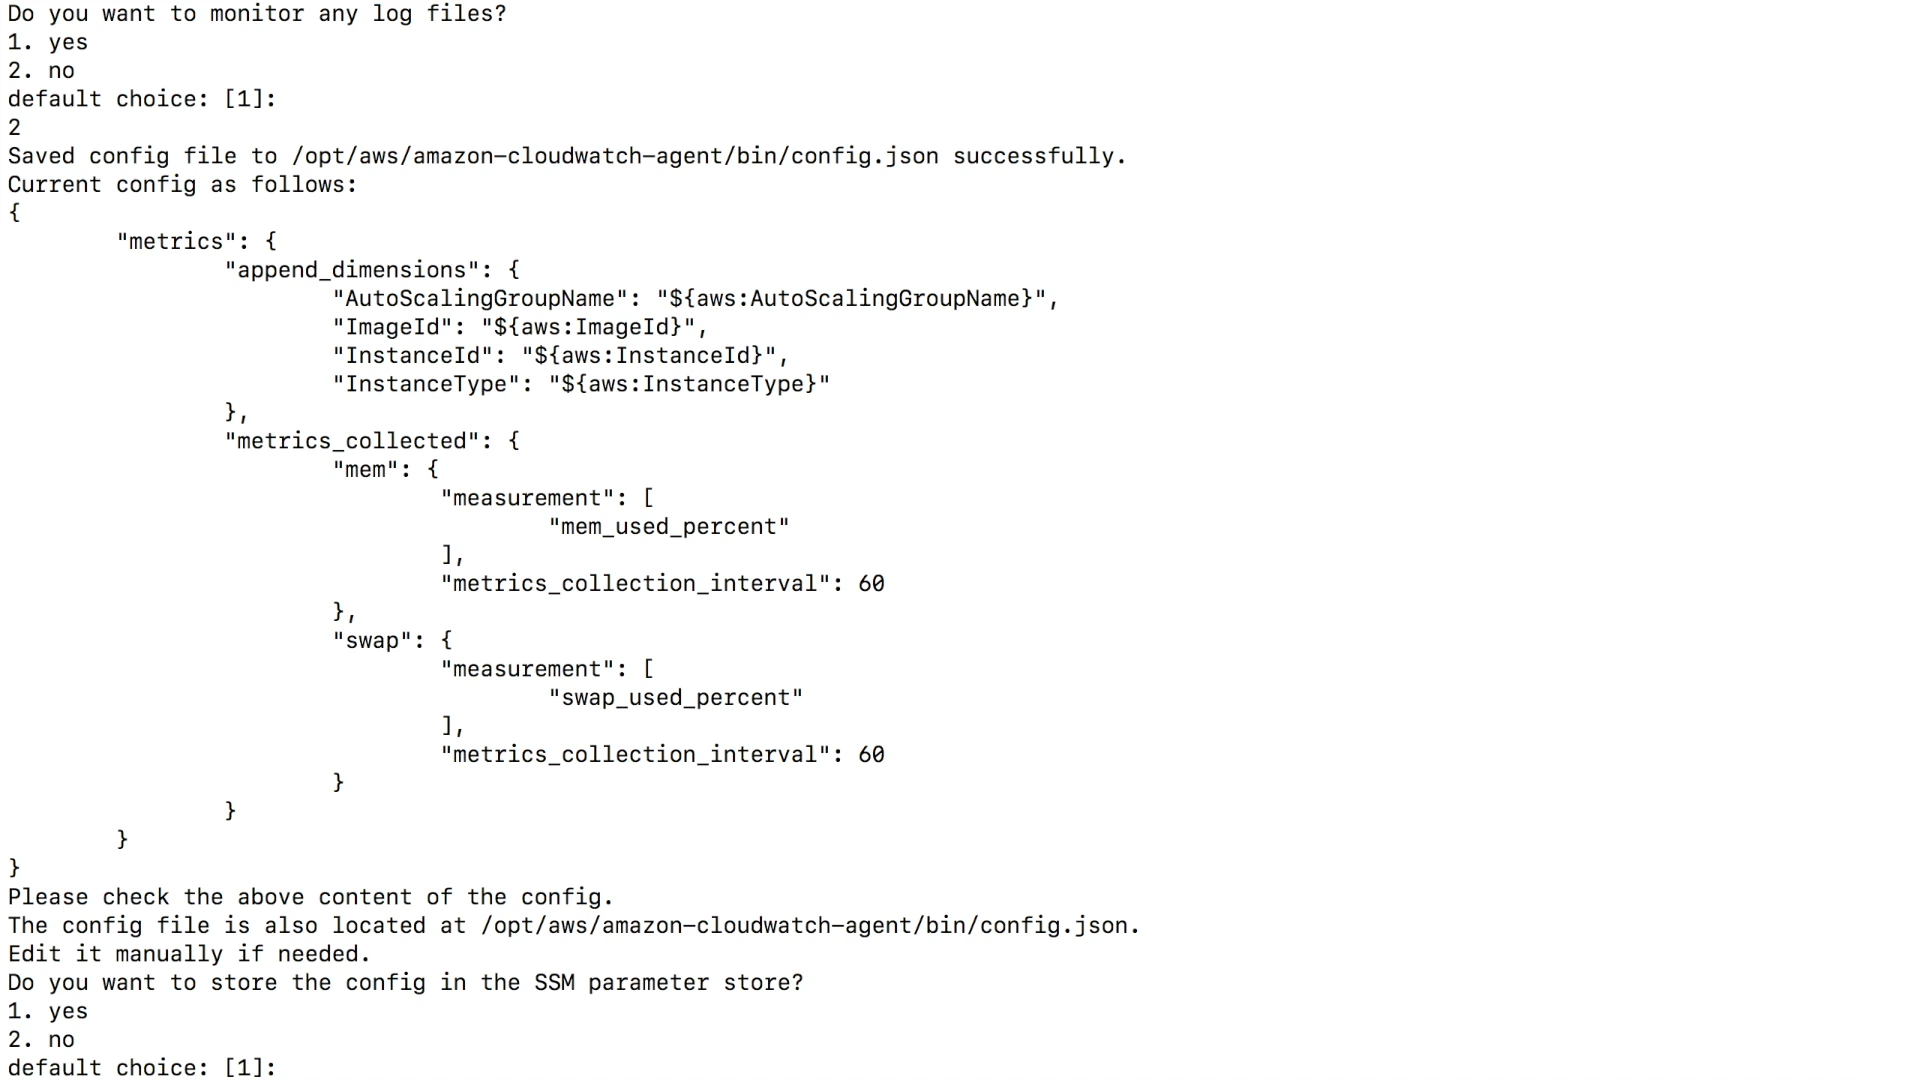 Do you want to monitor any log files?
1. yes
2. no
default choice: [1]:
2
Saved config file to /opt/aws/amazon-cloudwatch-agent/bin/config.json successfully.
Current config as follows:
{
	"metrics": {
		"append_dimensions": {
			"AutoScalingGroupName": "${aws:AutoScalingGroupName}",
			"ImageId": "${aws:ImageId}",
			"InstanceId": "${aws:InstanceId}",
			"InstanceType": "${aws:InstanceType}"
		},
		"metrics_collected": {
			"mem": {
				"measurement": [
					"mem_used_percent"
				],
				"metrics_collection_interval": 60
			},
			"swap": {
				"measurement": [
					"swap_used_percent"
				],
				"metrics_collection_interval": 60
			}
		}
	}
}
Please check the above content of the config.
The config file is also located at /opt/aws/amazon-cloudwatch-agent/bin/config.json.
Edit it manually if needed.
Do you want to store the config in the SSM parameter store?
1. yes
2. no
default choice: [1]: